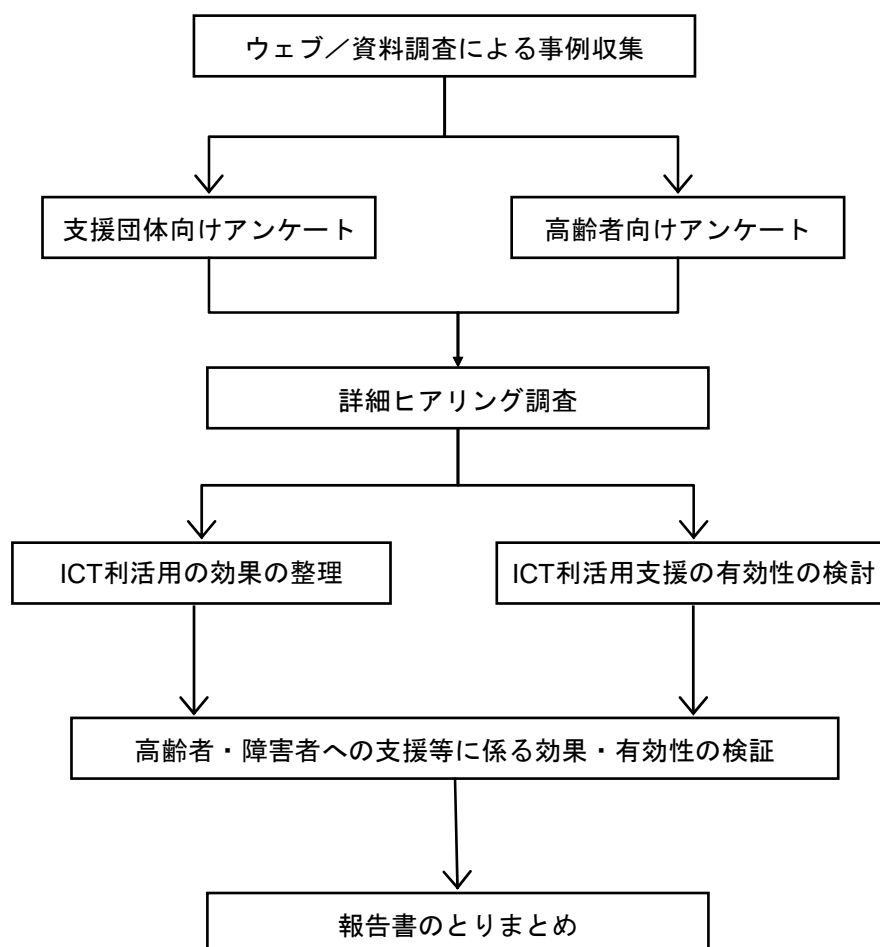 ウェブ／資料調査による事例収集
支援団体向けアンケート
高齢者向けアンケート
詳細ヒアリング調査
ICT利活用の効果の整理
ICT利活用支援の有効性の検討
高齢者・障害者への支援等に係る効果・有効性の検証
報告書のとりまとめ